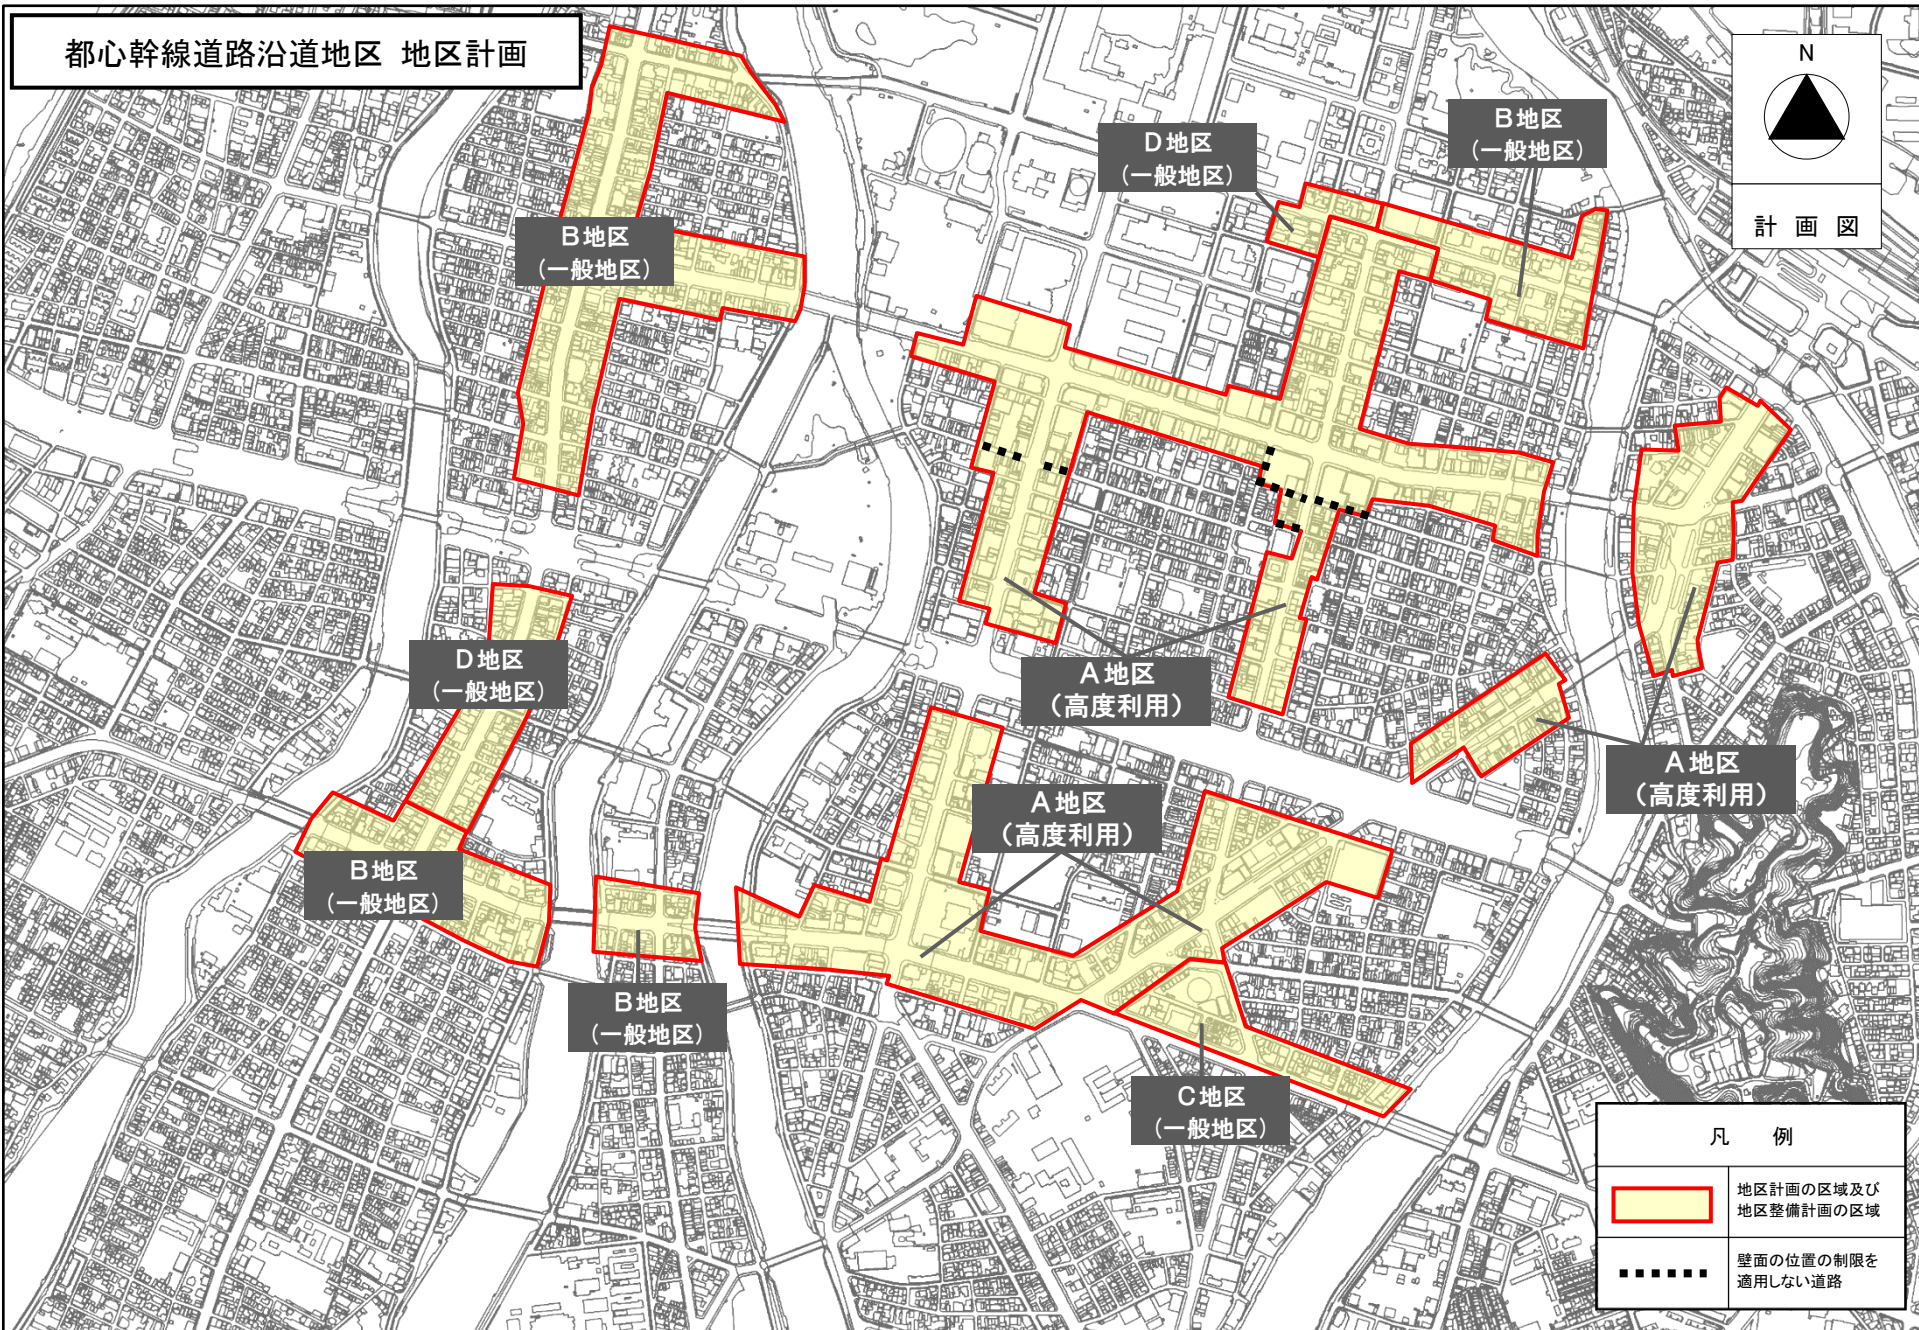 都心幹線道路沿道地区 地区計画
N
計画図
B地区
(一般地区)
D地区
(一般地区)
B地区
(一般地区)
D地区
(一般地区)
A地区
(高度利用)
A地区
(高度利用)
A地区
(高度利用)
B地区
(一般地区)
B地区
(一般地区)
C地区
(一般地区)
凡 例
地区計画の区域及び
地区整備計画の区域
壁面の位置の制限を
適用しない道路